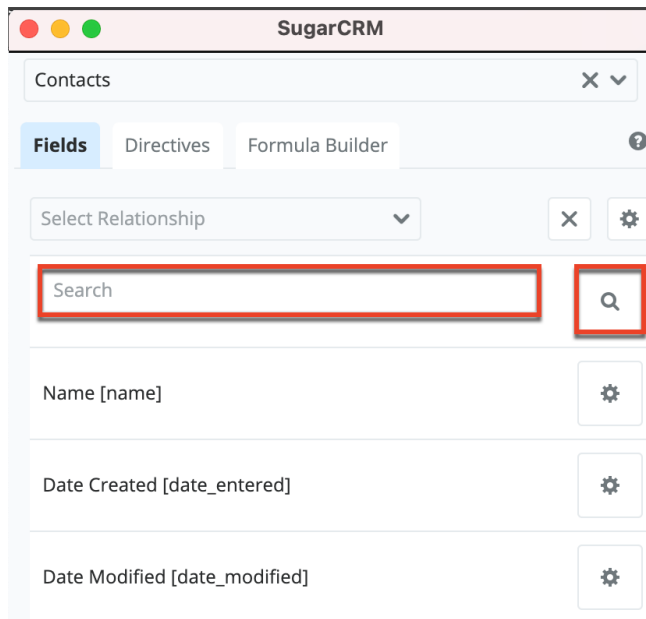 SugarCRM
Contacts
Fields Directives Formula Builder
Select Relationship
Search
Name [name]
Date Created [date_entered]
Date Modified [date_modified]